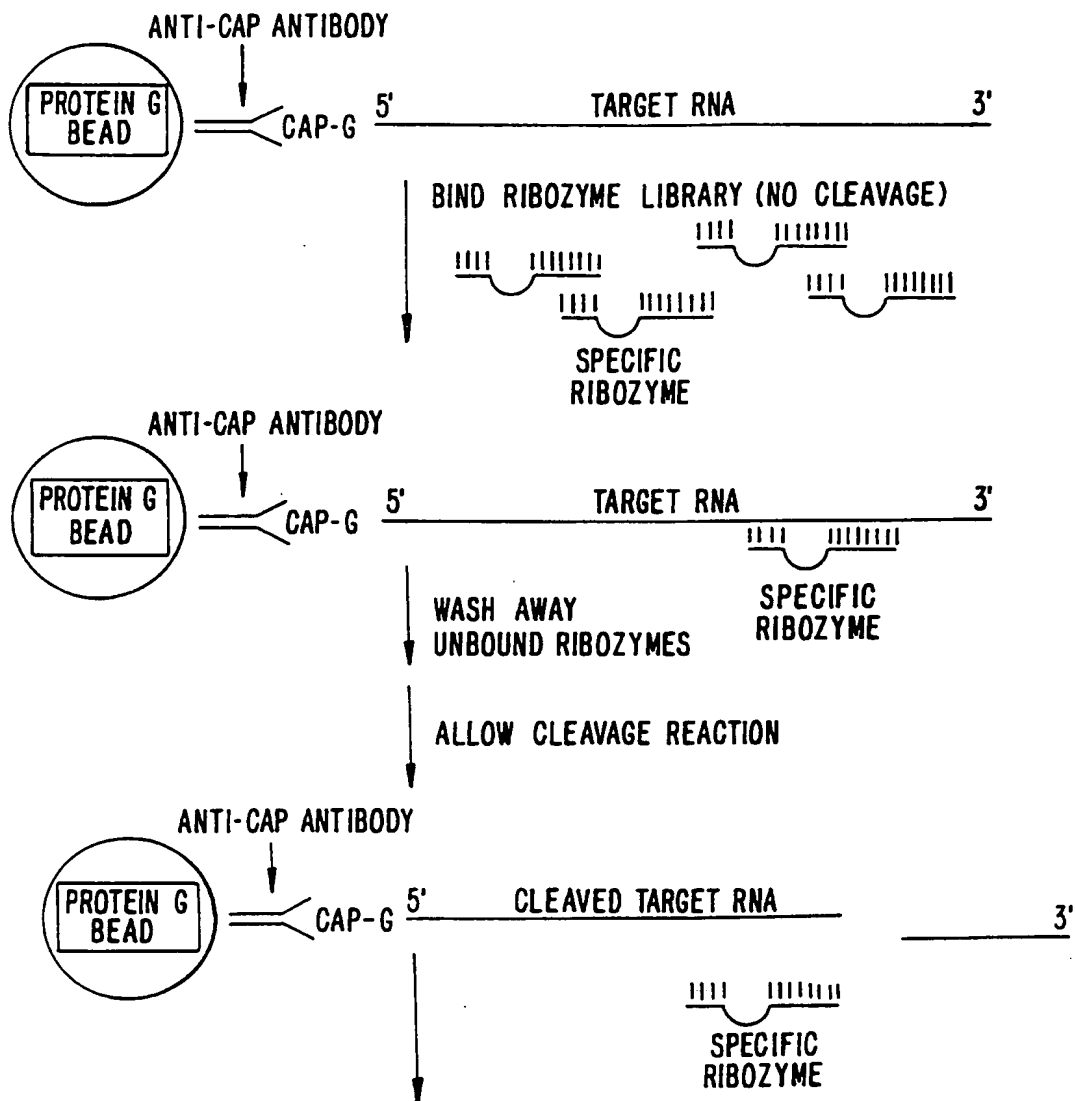 ANTI-CAP ANTIBODY
PROTEIN G
BEAD
CAP-G
5'
TARGET RNA
3'
BIND RIBOZYME LIBRARY (NO CLEAVAGE)
SPECIFIC
RIBOZYME
ANTI-CAP ANTIBODY
PROTEIN G
BEAD
CAP-G
5'
TARGET RNA
3'
SPECIFIC
RIBOZYME
WASH AWAY
UNBOUND RIBOZYMES
ALLOW CLEAVAGE REACTION
ANTI-CAP ANTIBODY
PROTEIN G
BEAD
CAP-G
5'
CLEAVED TARGET RNA
3'
SPECIFIC
RIBOZYME